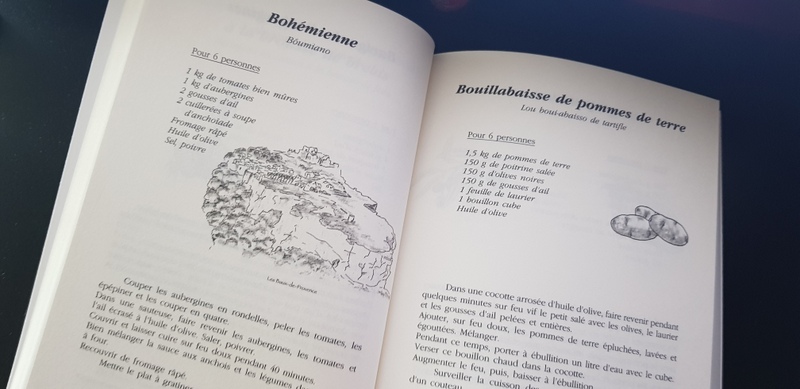 Bohémienne
Bóumiano
Pour 6 personnes
1 kg de tomates bien mûres
1 kg d'aubergines
2 gousses d'ail
2 cuillerées à soupe
d'anchoïade
Fromage râpé
Huile d'olive
Sel, poivre
Les Baux-de-Provence
Couper les aubergines en rondelles, peler les tomates, les
épépiner et les couper en quatre.
Dans une sauteuse, faire revenir les aubergines, les tomates et
l'ail écrasé à l'huile d'olive. Saler, poivrer.
Couvrir et laisser cuire sur feu doux pendant 40 minutes.
Bien mélanger la sauce aux anchois et les légumes
à four.
Recouvrir de fromage râpé.
Mettre le plat à gratiner
Bouillabaisse de pommes de terre
Lou boui-abaisso de tartifle
Pour 6 personnes
1,5 kg de pommes de terre
150 g de poitrine salée
150 g d'olives noires
150 g de gousses d'ail
1 feuille de laurier
1 bouillon cube
Huile d'olive
Dans une cocotte arrosée d'huile d'olive, faire revenir pendant
quelques minutes sur feu vif le petit salé avec les olives, le laurier
et les gousses d'ail pelées et entières.
Ajouter, sur feu doux, les pommes de terre épluchées, lavées et
égouttées. Mélanger.
Pendant ce temps, porter à ébullition un litre d'eau avec le cube.
Verser ce bouillon chaud dans la cocotte.
Augmenter le feu, puis, baisser à l'ébullition.
Surveiller la cuisson
d'un couteau